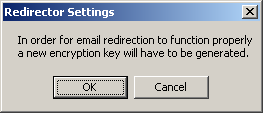 Redirector Settings
In order for email redirection to function properly
a new encryption key will have to be generated.
OK
Cancel